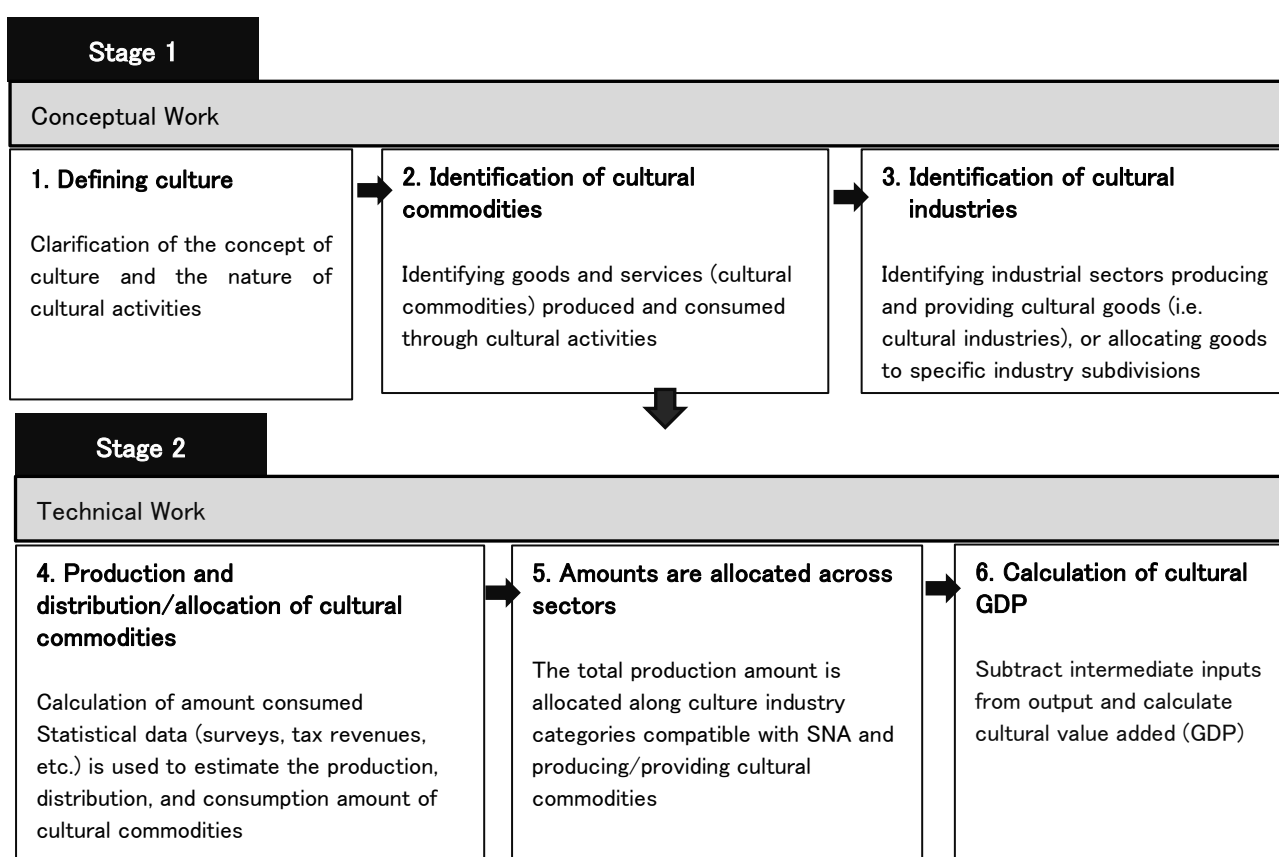 Stage 1
Conceptual Work
1. Defining culture
Clarification of the concept of
culture and the nature of
cultural activities
2. Identification of cultural
commodities
Identifying goods and services (cultural
commodities) produced and consumed
through cultural activities
3. Identification of cultural
industries
Identifying industrial sectors producing
and providing cultural goods (i.e.
cultural industries), or allocating goods
to specific industry subdivisions
Stage 2
Technical Work
4. Production and
distribution/allocation of cultural
commodities
Calculation of amount consumed
Statistical data (surveys, tax revenues,
etc.) is used to estimate the production,
distribution, and consumption amount of
cultural commodities
5. Amounts are allocated across
sectors
The total production amount is
allocated along culture industry
categories compatible with SNA and
producing/providing cultural
commodities
6. Calculation of cultural
GDP
Subtract intermediate inputs
from output and calculate
cultural value added (GDP)